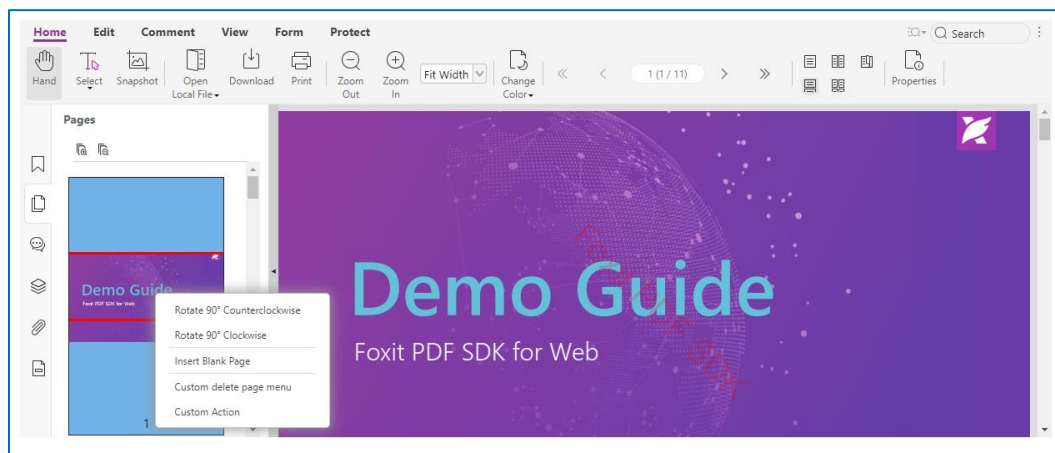 Home Edit Comment View Form Protect
Search
Hand Select Snapshot Open Local File Download Print Zoom Out Zoom In Fit Width Change Color 1 (1 / 11) Properties
Pages
Demo Guide
Foxit PDF SDK for Web
1
Rotate 90° Counterclockwise
Rotate 90° Clockwise
Insert Blank Page
Custom delete page menu
Custom Action
Demo Guide
Foxit PDF SDK for Web